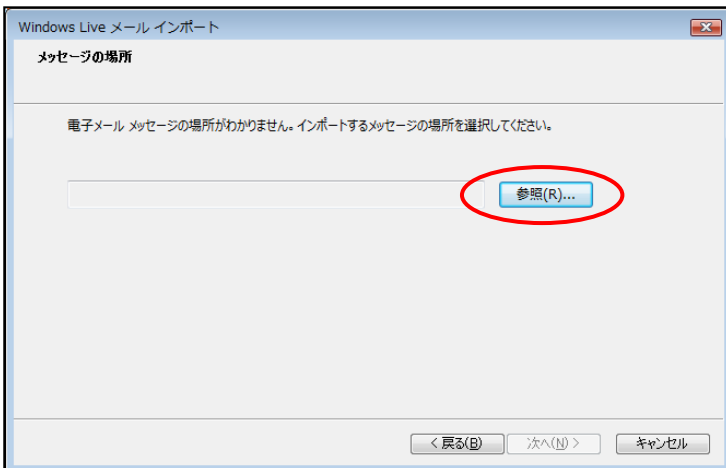 Windows Live メール インポート
メッセージの場所
電子メール メッセージの場所がわかりません。インポートするメッセージの場所を選択してください。
参照(R)...
< 戻る(B)
次へ(N) >
キャンセル